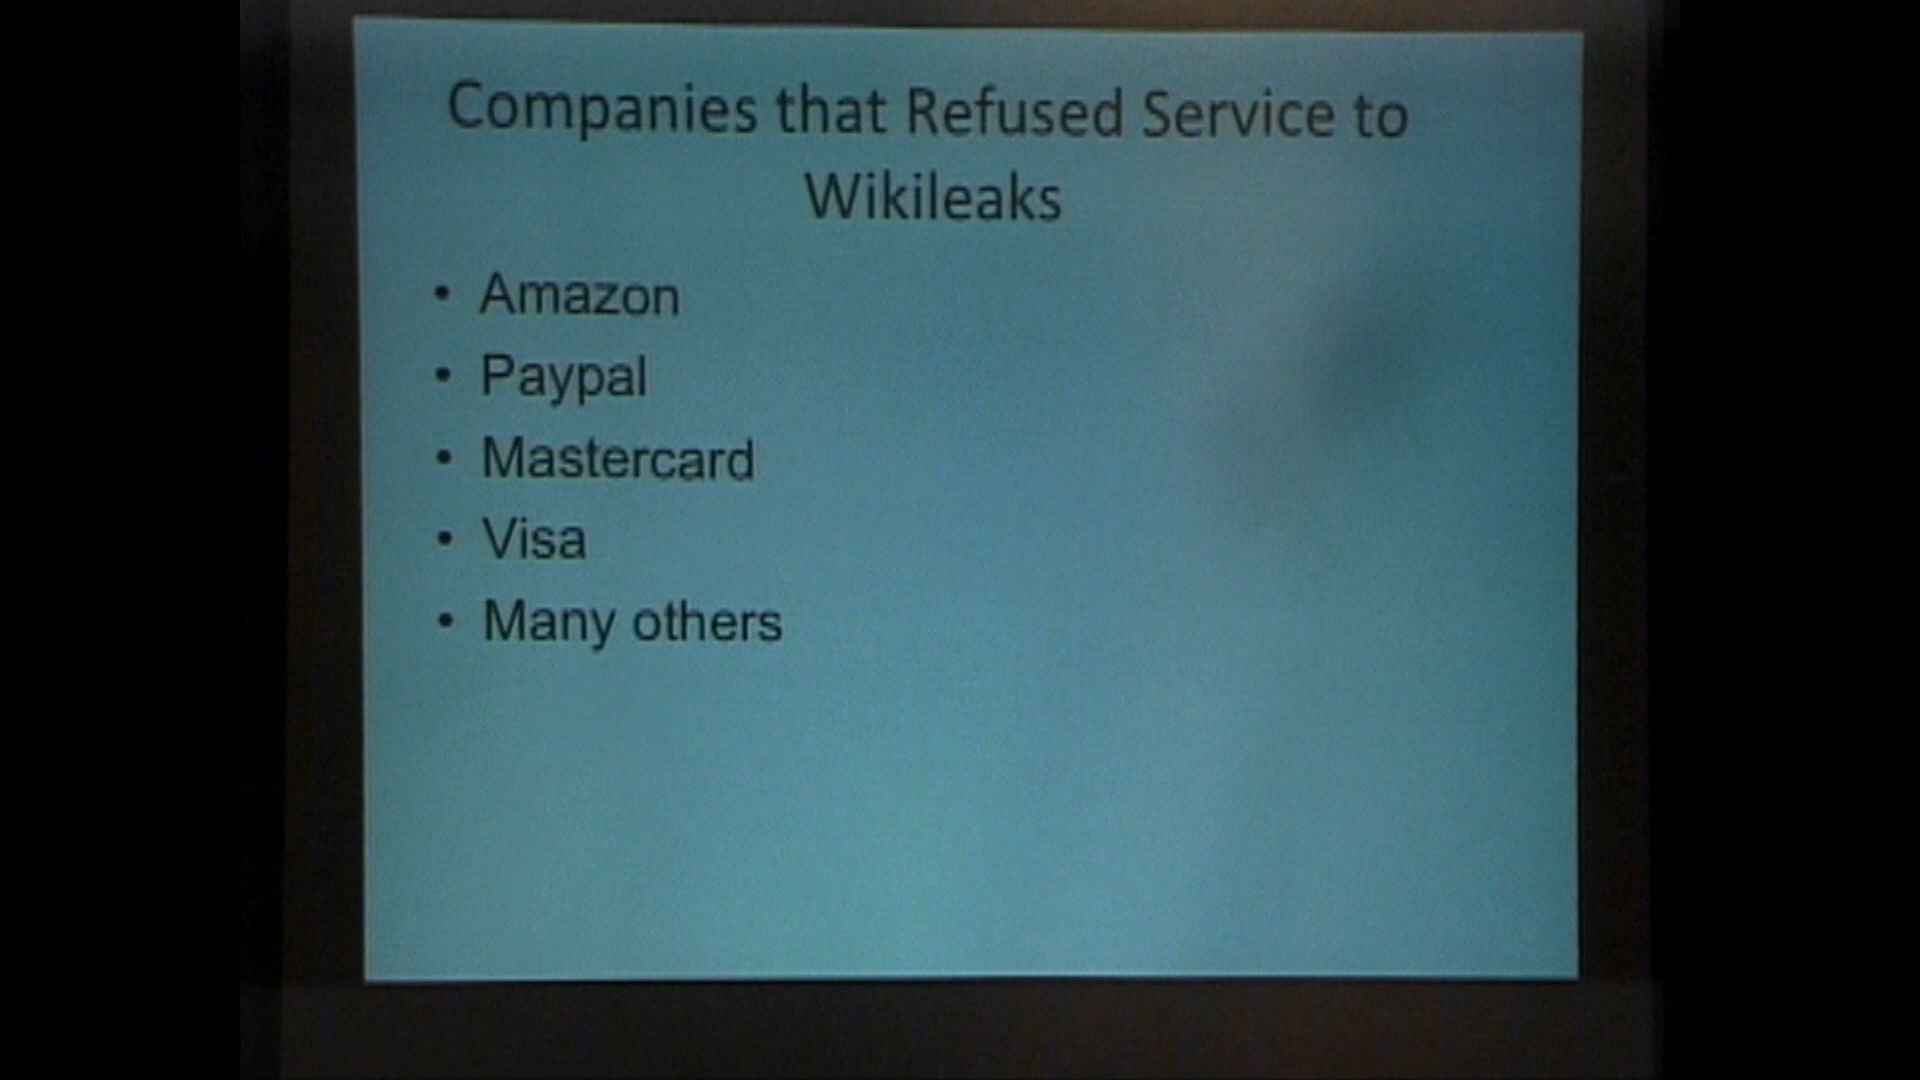 Companies that Refused Service to
Wikileaks
• Amazon
• Paypal
• Mastercard
• Visa
• Many others